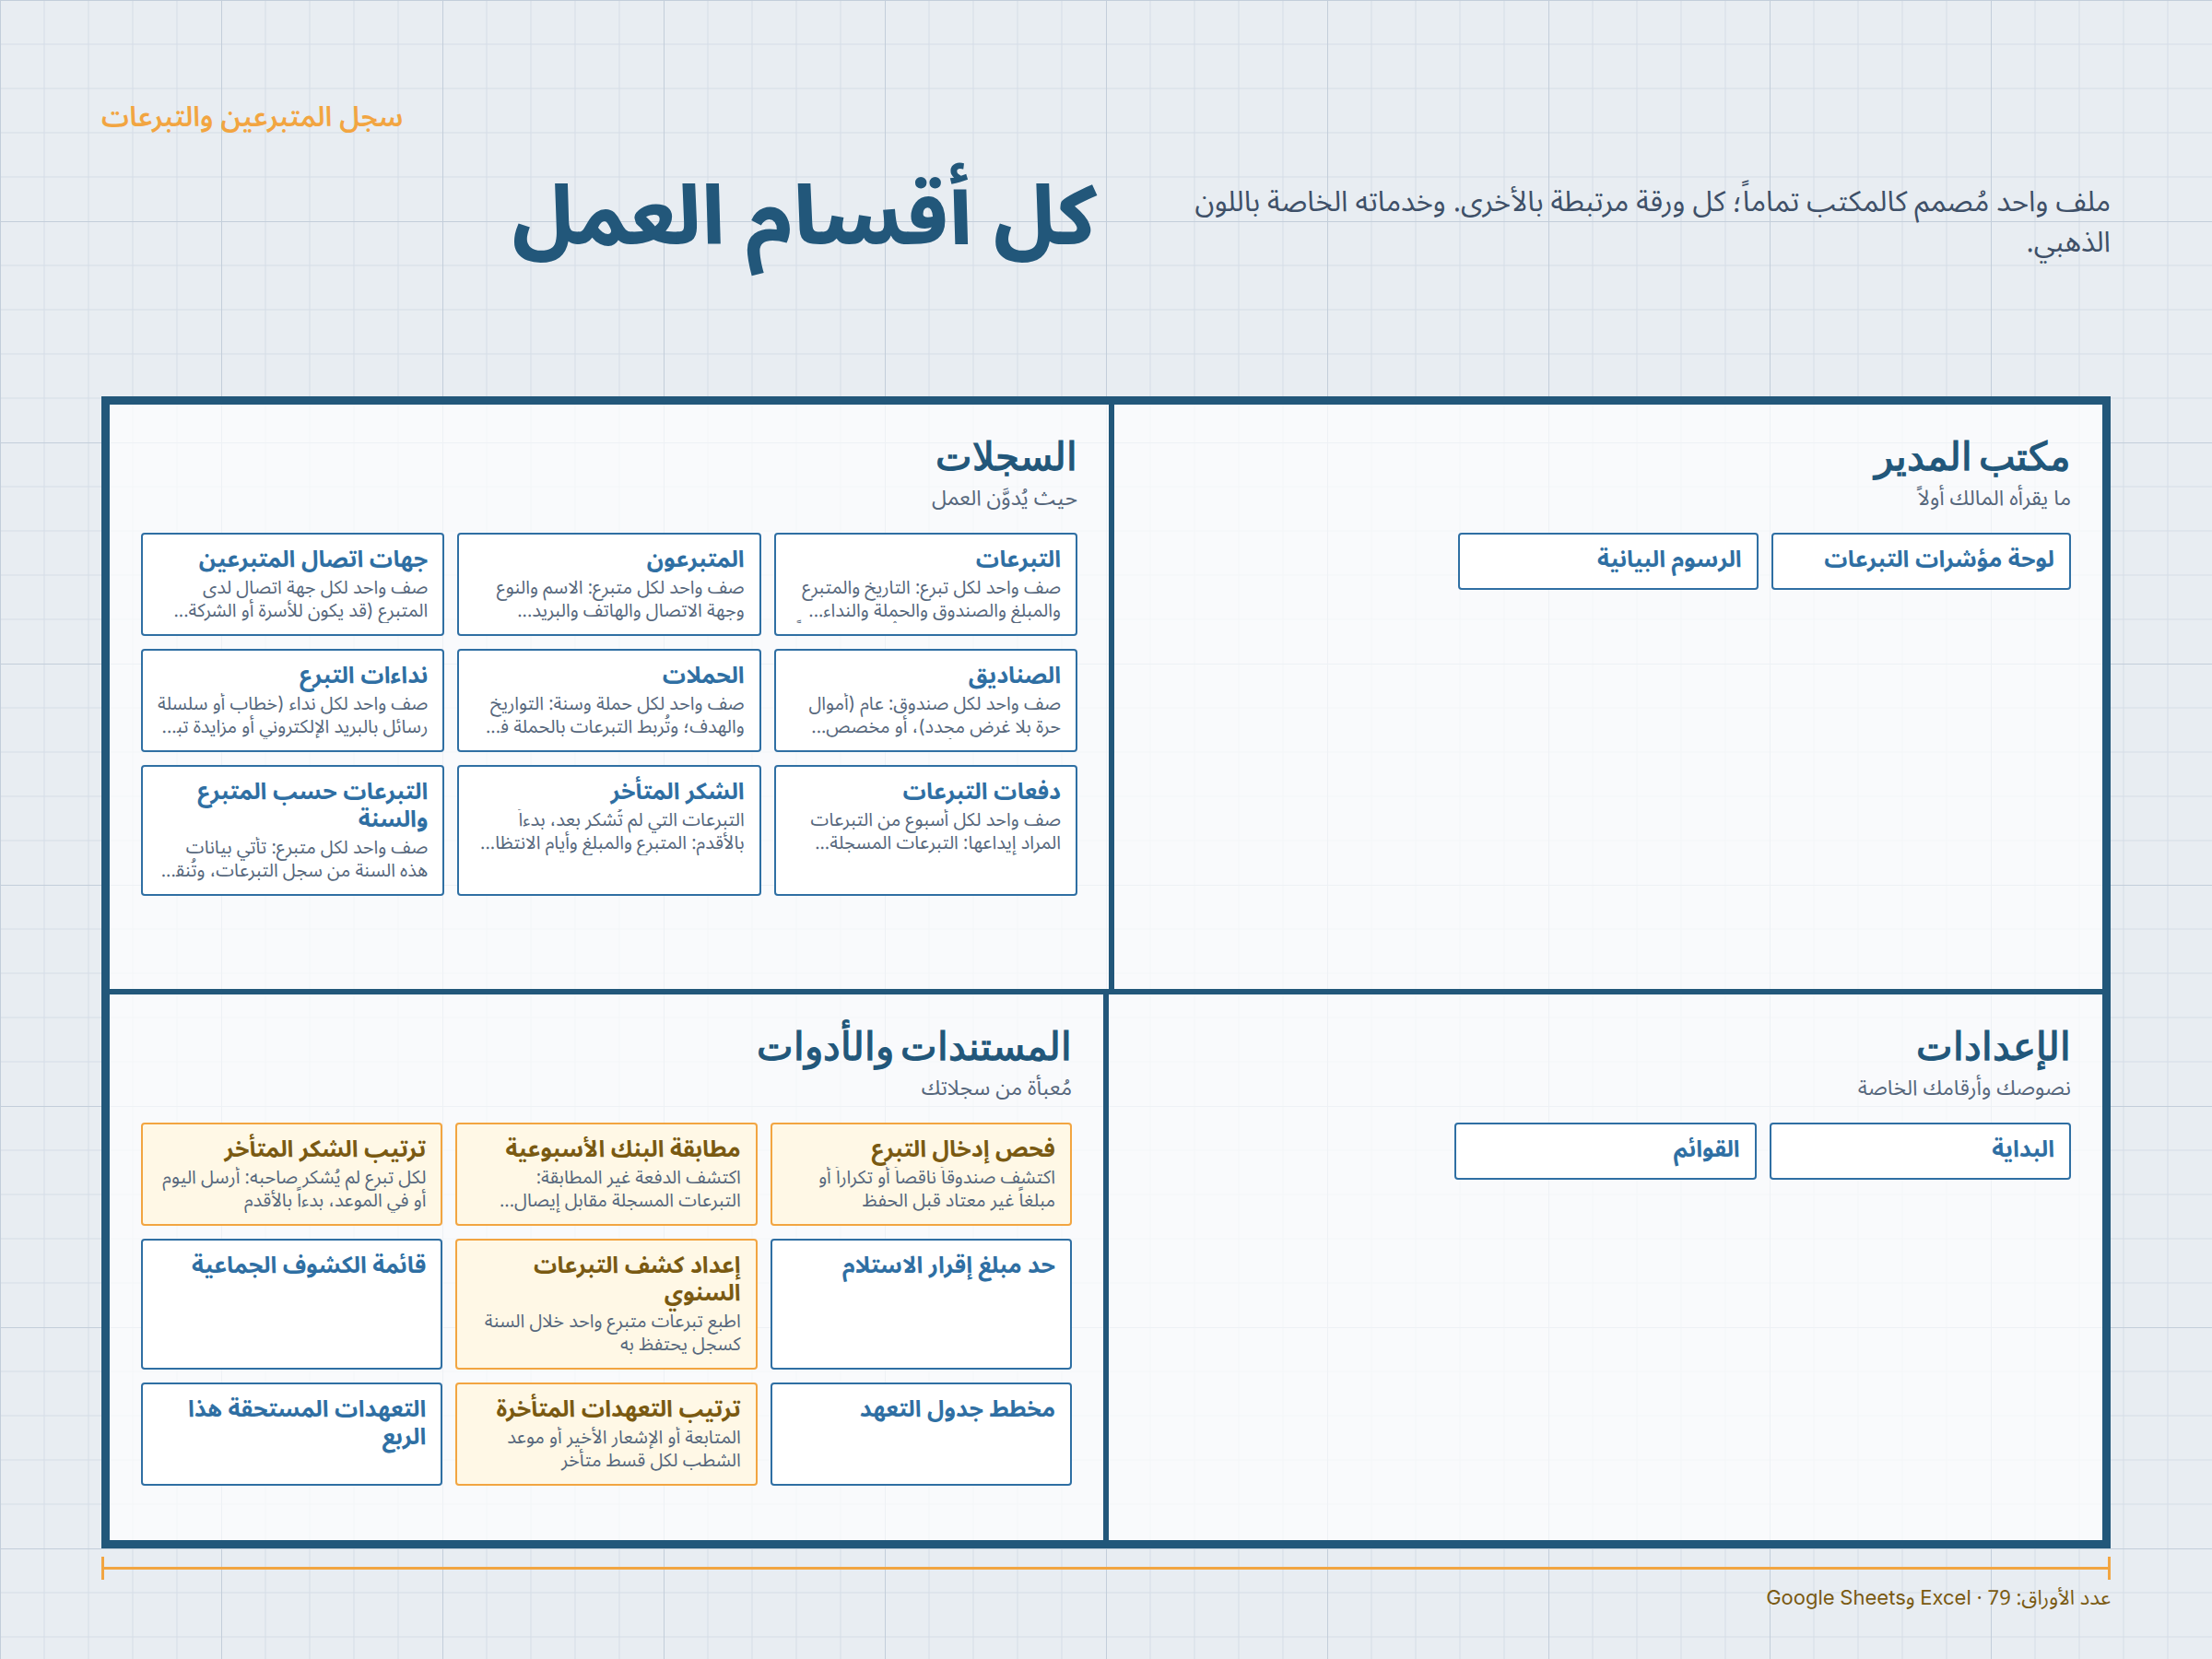 سجل المتبرعين والتبرعات
كل أقسام العمل
ملف واحد مُصمم كالمكتب تماماً؛ كل ورقة مرتبطة بالأخرى. وخدماته الخاصة باللون
الذهبي.
مكتب المدير
ما يقرأه المالك أولاً
لوحة مؤشرات التبرعات
الرسوم البيانية
السجلات
حيث يُدوَّن العمل
التبرعات
صف واحد لكل تبرع: التاريخ والمتبرع
والمبلغ والصندوق والحملة والنداء...
المتبرعون
صف واحد لكل متبرع: الاسم والنوع
وجهة الاتصال والهاتف والبريد...
جهات اتصال المتبرعين
صف واحد لكل جهة اتصال لدى
المتبرع (قد يكون للأسرة أو الشركة...
الصناديق
صف واحد لكل صندوق: عام (أموال
حرة بلا غرض محدد)، أو مخصص...
الحملات
صف واحد لكل حملة وسنة: التواريخ
والهدف؛ وتُربط التبرعات بالحملة فـ...
نداءات التبرع
صف واحد لكل نداء (خطاب أو سلسلة
رسائل بالبريد الإلكتروني أو مزايدة تبـ...
دفعات التبرعات
صف واحد لكل أسبوع من التبرعات
المراد إيداعها: التبرعات المسجلة...
الشكر المتأخر
التبرعات التي لم تُشكر بعد، بدءاً
بالأقدم: المتبرع والمبلغ وأيام الانتظا...
التبرعات حسب المتبرع
والسنة
صف واحد لكل متبرع: تأتي بيانات
هذه السنة من سجل التبرعات، وتُنقـ...
الإعدادات
نصوصك وأرقامك الخاصة
البداية
القوائم
المستندات والأدوات
مُعبأة من سجلاتك
فحص إدخال التبرع
اكتشف صندوقاً ناقصاً أو تكراراً أو
مبلغاً غير معتاد قبل الحفظ
مطابقة البنك الأسبوعية
اكتشف الدفعة غير المطابقة:
التبرعات المسجلة مقابل إيصال...
ترتيب الشكر المتأخر
لكل تبرع لم يُشكر صاحبه: أرسل اليوم
أو في الموعد، بدءاً بالأقدم
حد مبلغ إقرار الاستلام
إعداد كشف التبرعات
السنوي
اطبع تبرعات متبرع واحد خلال السنة
كسجل يحتفظ به
قائمة الكشوف الجماعية
مخطط جدول التعهد
ترتيب التعهدات المتأخرة
المتابعة أو الإشعار الأخير أو موعد
الشطب لكل قسط متأخر
التعهدات المستحقة هذا
الربع
عدد الأوراق: 79 · Excel وGoogle Sheets